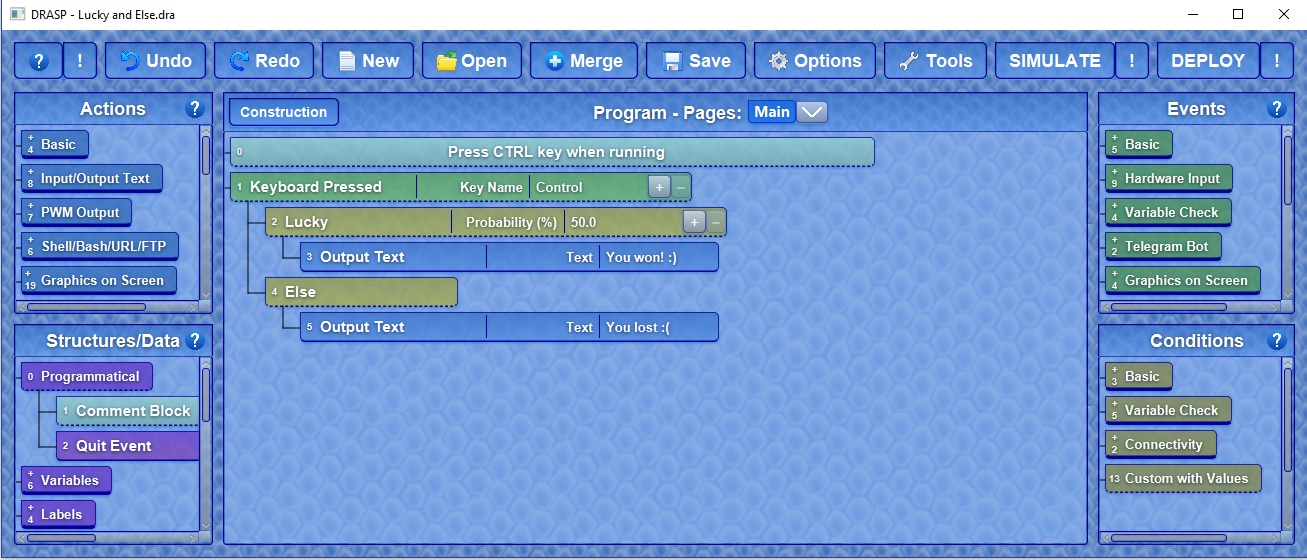 DRASP - Lucky and Else.dra
? ! Undo Redo New Open Merge Save Options Tools SIMULATE ! DEPLOY !
Actions ?
+ 4 Basic
+ 8 Input/Output Text
+ 7 PWM Output
+ 6 Shell/Bash/URL/FTP
+ 19 Graphics on Screen
Structures/Data ?
0 Programmatical
1 Comment Block
2 Quit Event
+ 6 Variables
+ 4 Labels
Construction Program - Pages: Main
0 Press CTRL key when running
1 Keyboard Pressed Key Name Control + –
2 Lucky Probability (%) 50.0 + –
3 Output Text Text You won! :)
4 Else
5 Output Text Text You lost :(
Events ?
+ 5 Basic
+ 9 Hardware Input
+ 4 Variable Check
+ 2 Telegram Bot
+ 4 Graphics on Screen
Conditions ?
+ 3 Basic
+ 5 Variable Check
+ 2 Connectivity
13 Custom with Values